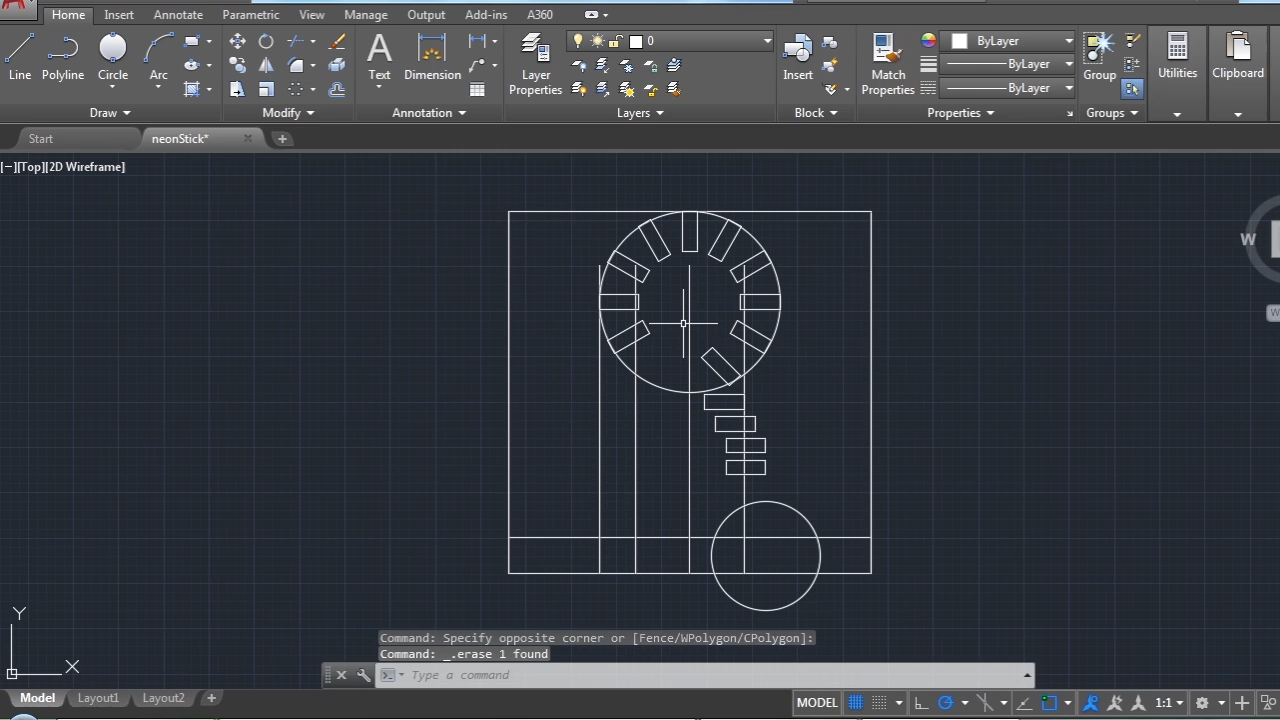 Home Insert Annotate Parametric View Manage Output Add-ins A360
0 ByLayer
ByLayer
ByLayer
Line Polyline Circle Arc Text Dimension Layer Properties Insert Match Properties Group Utilities Clipboard
Draw Modify Annotation Layers Block Properties Groups
Start neonStick*
[−][Top][2D Wireframe]
W
W
Y
X
Command: Specify opposite corner or [Fence/WPolygon/CPolygon]:
Command: _.erase 1 found
Type a command
Model Layout1 Layout2 MODEL 1:1